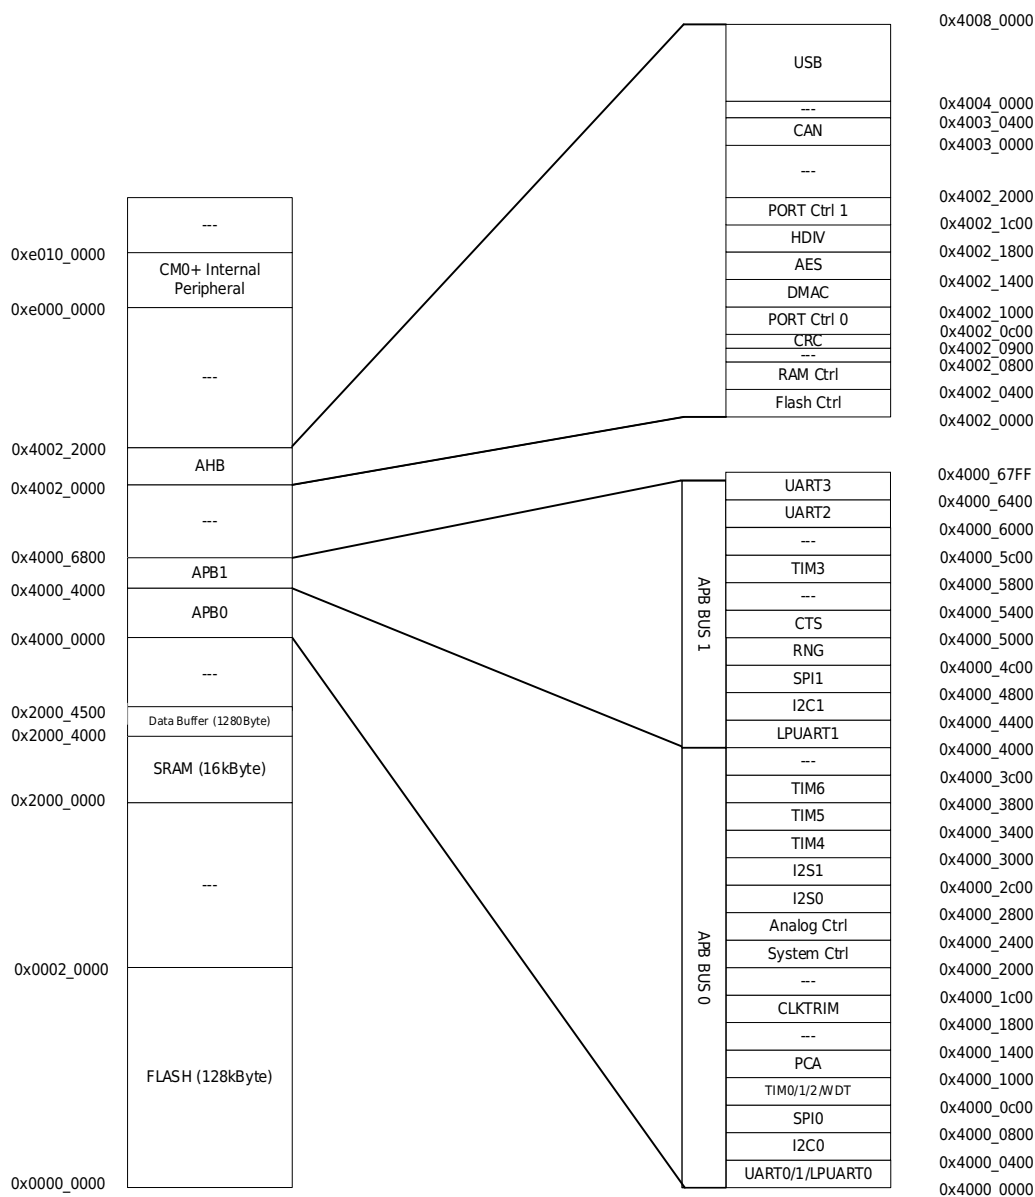 0x4008_0000
USB
0x4004_0000
---
0x4003_0400
CAN
0x4003_0000
---
0x4002_2000
PORT Ctrl 1
0x4002_1c00
HDIV
0x4002_1800
AES
0x4002_1400
DMAC
0x4002_1000
PORT Ctrl 0
0x4002_0c00
CRC
0x4002_0900
---
0x4002_0800
RAM Ctrl
0x4002_0400
Flash Ctrl
0x4002_0000
---
0xe010_0000
CM0+ Internal
Peripheral
0xe000_0000
---
0x4002_2000
AHB
0x4002_0000
---
0x4000_6800
APB1
0x4000_4000
APB0
0x4000_0000
---
0x2000_4500
Data Buffer (1280Byte)
0x2000_4000
SRAM (16kByte)
0x2000_0000
---
0x0002_0000
FLASH (128kByte)
0x0000_0000
APB BUS 1
0x4000_67FF
UART3
0x4000_6400
UART2
0x4000_6000
---
0x4000_5c00
TIM3
0x4000_5800
---
0x4000_5400
CTS
0x4000_5000
RNG
0x4000_4c00
SPI1
0x4000_4800
I2C1
0x4000_4400
LPUART1
0x4000_4000
APB BUS 0
---
0x4000_3c00
TIM6
0x4000_3800
TIM5
0x4000_3400
TIM4
0x4000_3000
I2S1
0x4000_2c00
I2S0
0x4000_2800
Analog Ctrl
0x4000_2400
System Ctrl
0x4000_2000
---
0x4000_1c00
CLKTRIM
0x4000_1800
---
0x4000_1400
PCA
0x4000_1000
TIM0/1/2/WDT
0x4000_0c00
SPI0
0x4000_0800
I2C0
0x4000_0400
UART0/1/LPUART0
0x4000_0000